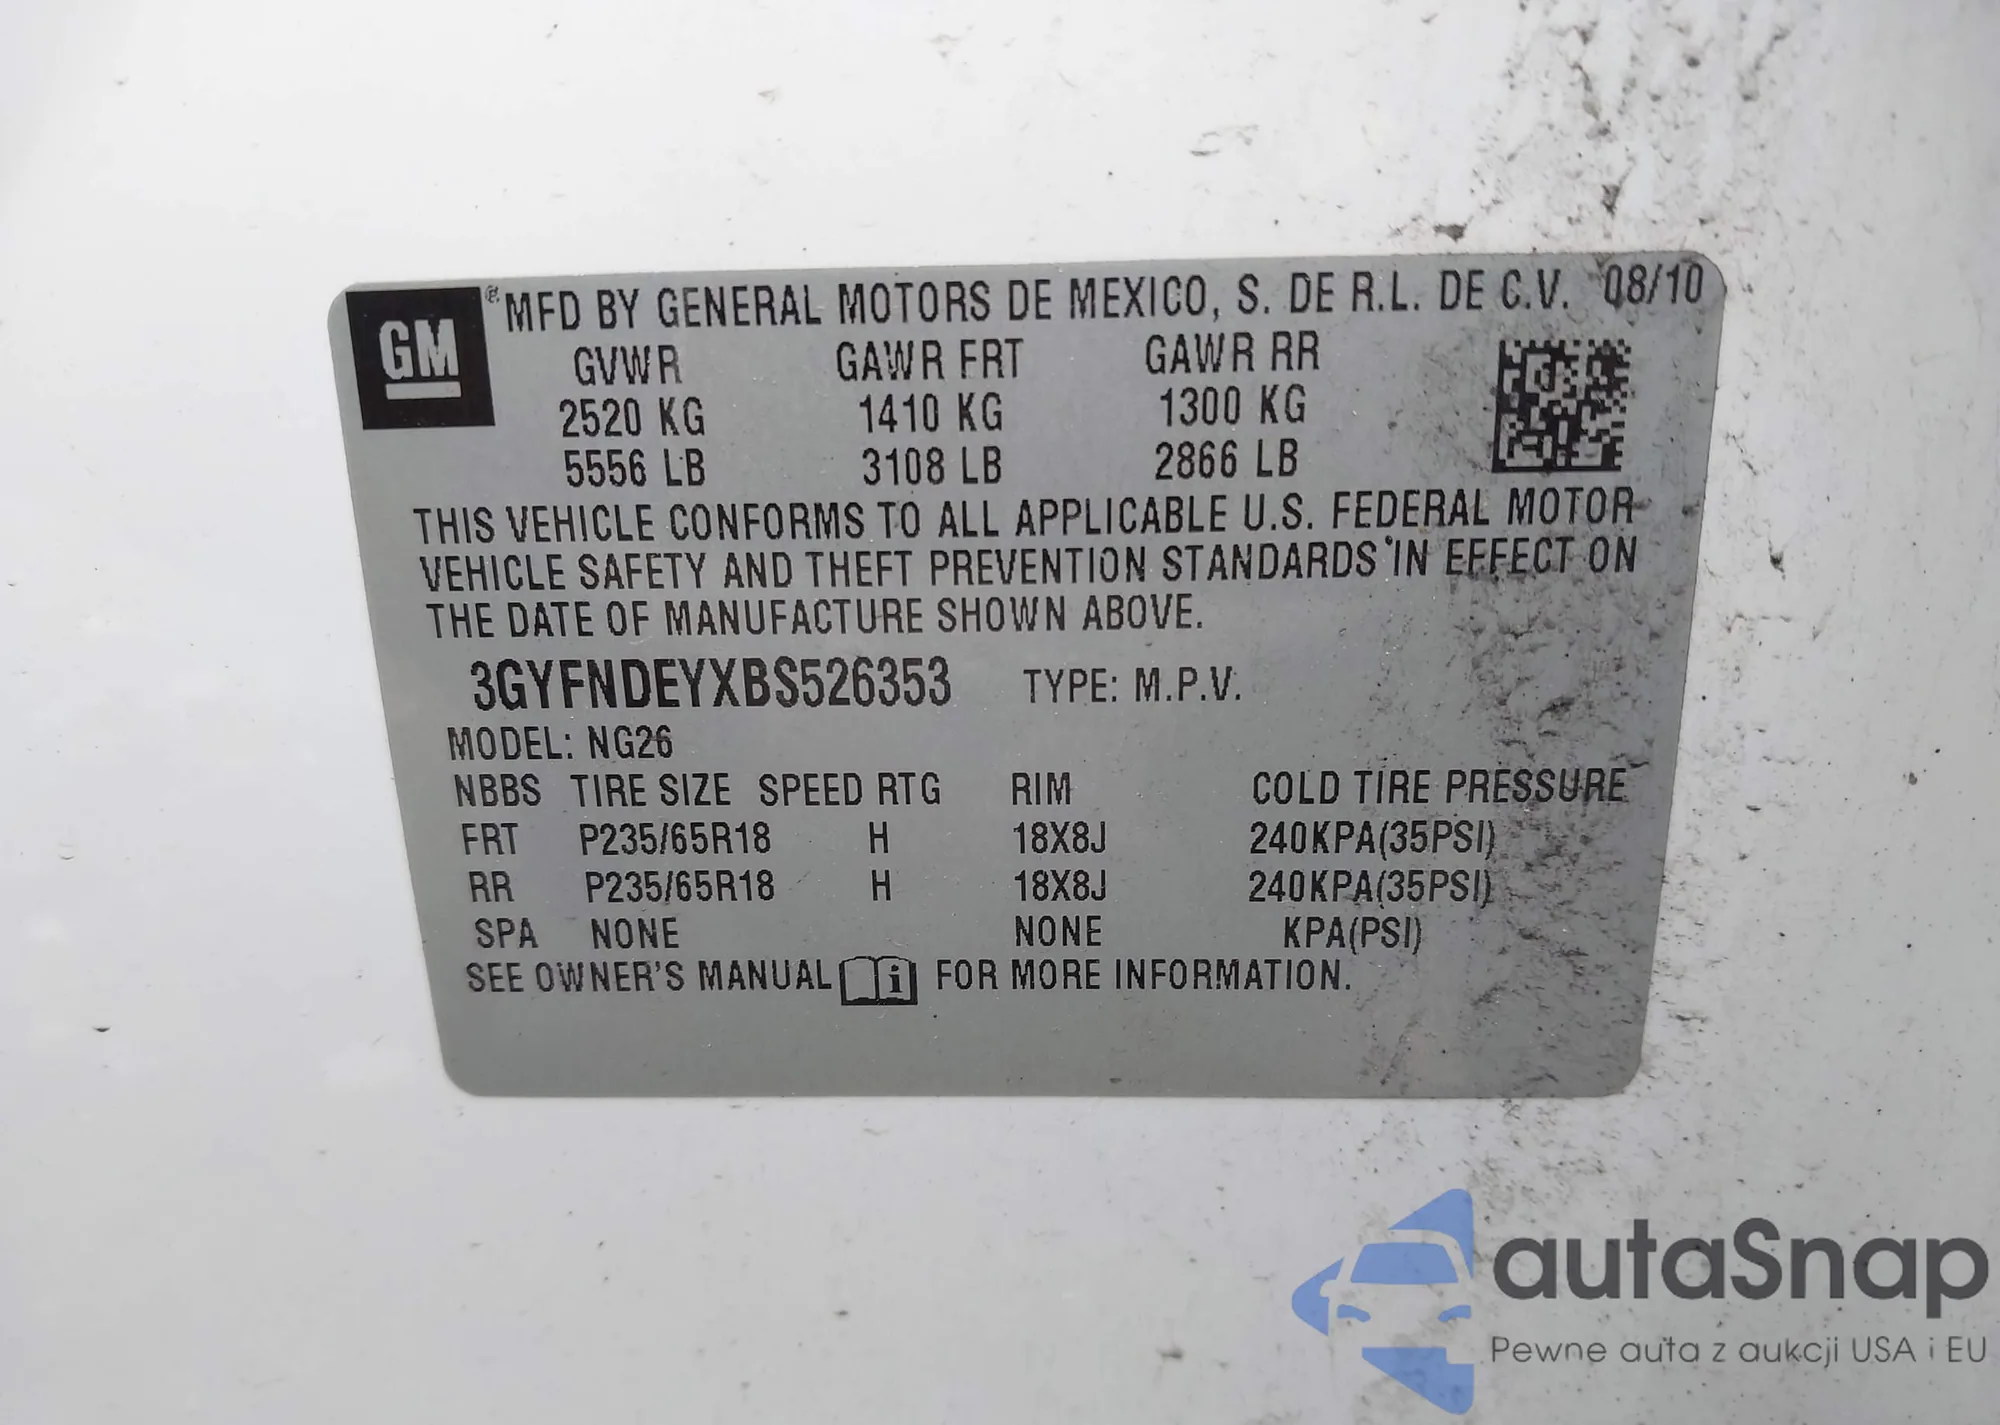 GM ® MFD BY GENERAL MOTORS DE MEXICO, S. DE R.L. DE C.V. 08/10
GVWR GAWR FRT GAWR RR
2520 KG 1410 KG 1300 KG
5556 LB 3108 LB 2866 LB
THIS VEHICLE CONFORMS TO ALL APPLICABLE U.S. FEDERAL MOTOR
VEHICLE SAFETY AND THEFT PREVENTION STANDARDS IN EFFECT ON
THE DATE OF MANUFACTURE SHOWN ABOVE.
3GYFNDEYXBS526353 TYPE: M.P.V.
MODEL: NG26
NBBS TIRE SIZE SPEED RTG RIM COLD TIRE PRESSURE
FRT P235/65R18 H 18X8J 240KPA(35PSI)
RR P235/65R18 H 18X8J 240KPA(35PSI)
SPA NONE NONE KPA(PSI)
SEE OWNER'S MANUAL i FOR MORE INFORMATION.
autoSnap
Pewne auta z aukcji USA i EU